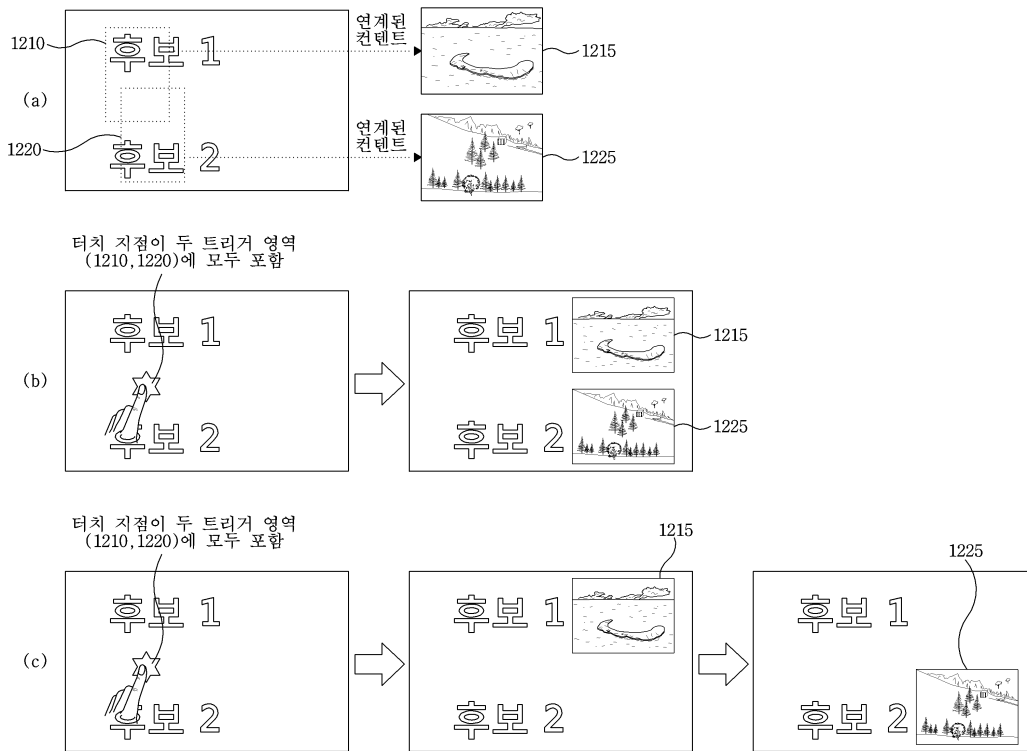 1210
후보 1
연계된
컨텐트
1215
(a)
1220
후보 2
연계된
컨텐트
1225
터치 지점이 두 트리거 영역
(1210,1220)에 모두 포함
(b)
후보 1
후보 2
후보 1
1215
후보 2
1225
터치 지점이 두 트리거 영역
(1210,1220)에 모두 포함
1215
1225
(c)
후보 1
후보 2
후보 1
후보 2
후보 1
후보 2